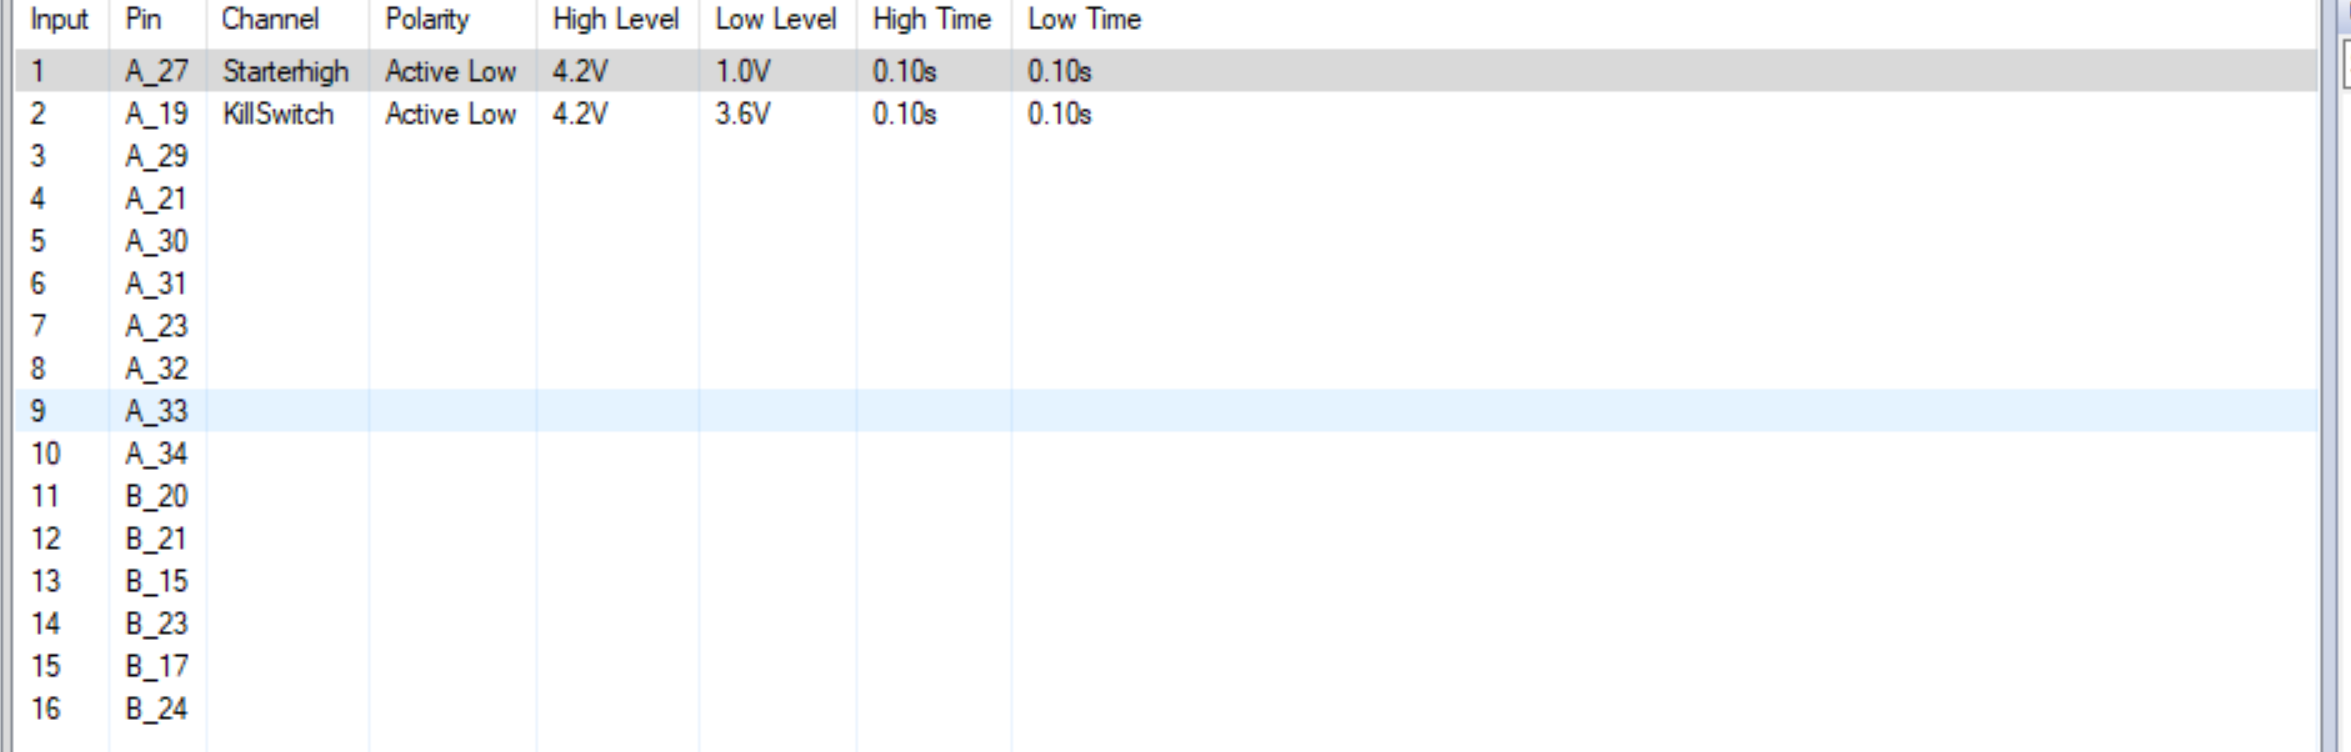 Input Pin Channel Polarity High Level Low Level High Time Low Time
1 A_27 Starterhigh Active Low 4.2V 1.0V 0.10s 0.10s
2 A_19 KillSwitch Active Low 4.2V 3.6V 0.10s 0.10s
3 A_29
4 A_21
5 A_30
6 A_31
7 A_23
8 A_32
9 A_33
10 A_34
11 B_20
12 B_21
13 B_15
14 B_23
15 B_17
16 B_24